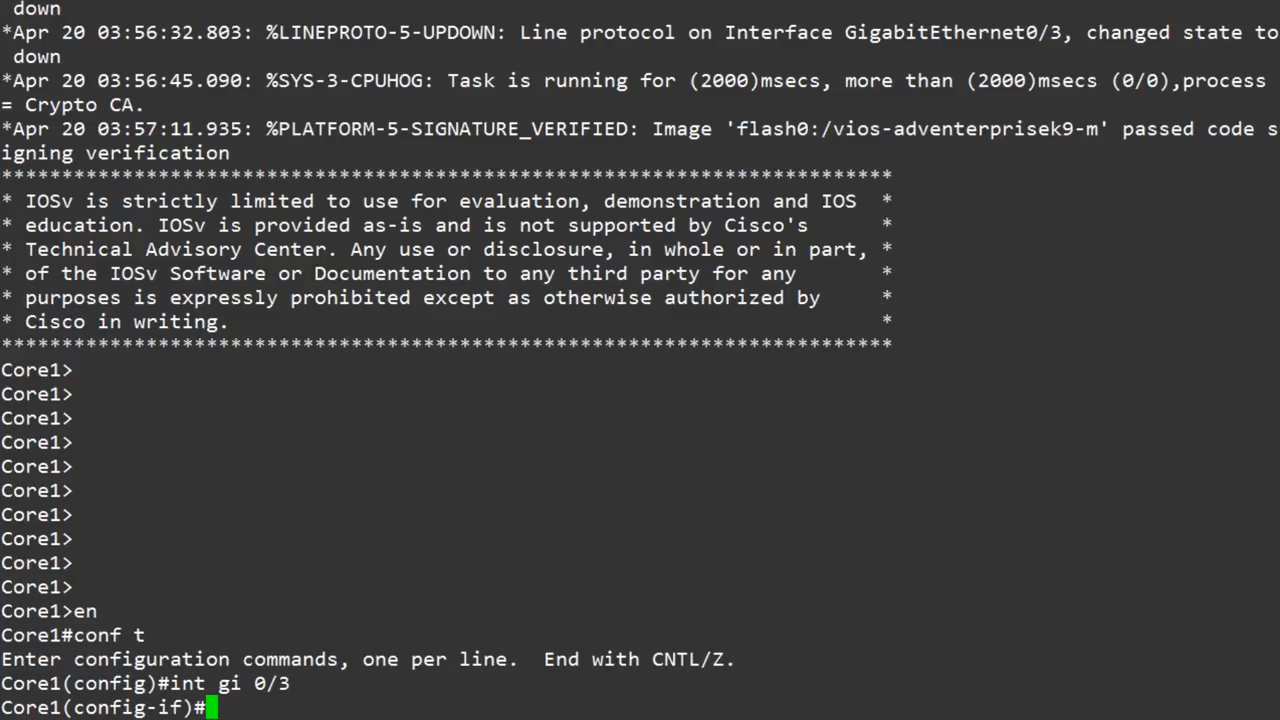 down
*Apr 20 03:56:32.803: %LINEPROTO-5-UPDOWN: Line protocol on Interface GigabitEthernet0/3, changed state to
down
*Apr 20 03:56:45.090: %SYS-3-CPUHOG: Task is running for (2000)msecs, more than (2000)msecs (0/0),process
= Crypto CA.
*Apr 20 03:57:11.935: %PLATFORM-5-SIGNATURE_VERIFIED: Image 'flash0:/vios-adventerprisek9-m' passed code s
igning verification
**************************************************************************
* IOSv is strictly limited to use for evaluation, demonstration and IOS  *
* education. IOSv is provided as-is and is not supported by Cisco's      *
* Technical Advisory Center. Any use or disclosure, in whole or in part, *
* of the IOSv Software or Documentation to any third party for any       *
* purposes is expressly prohibited except as otherwise authorized by     *
* Cisco in writing.                                                      *
**************************************************************************
Core1>
Core1>
Core1>
Core1>
Core1>
Core1>
Core1>
Core1>
Core1>
Core1>
Core1>en
Core1#conf t
Enter configuration commands, one per line.  End with CNTL/Z.
Core1(config)#int gi 0/3
Core1(config-if)#